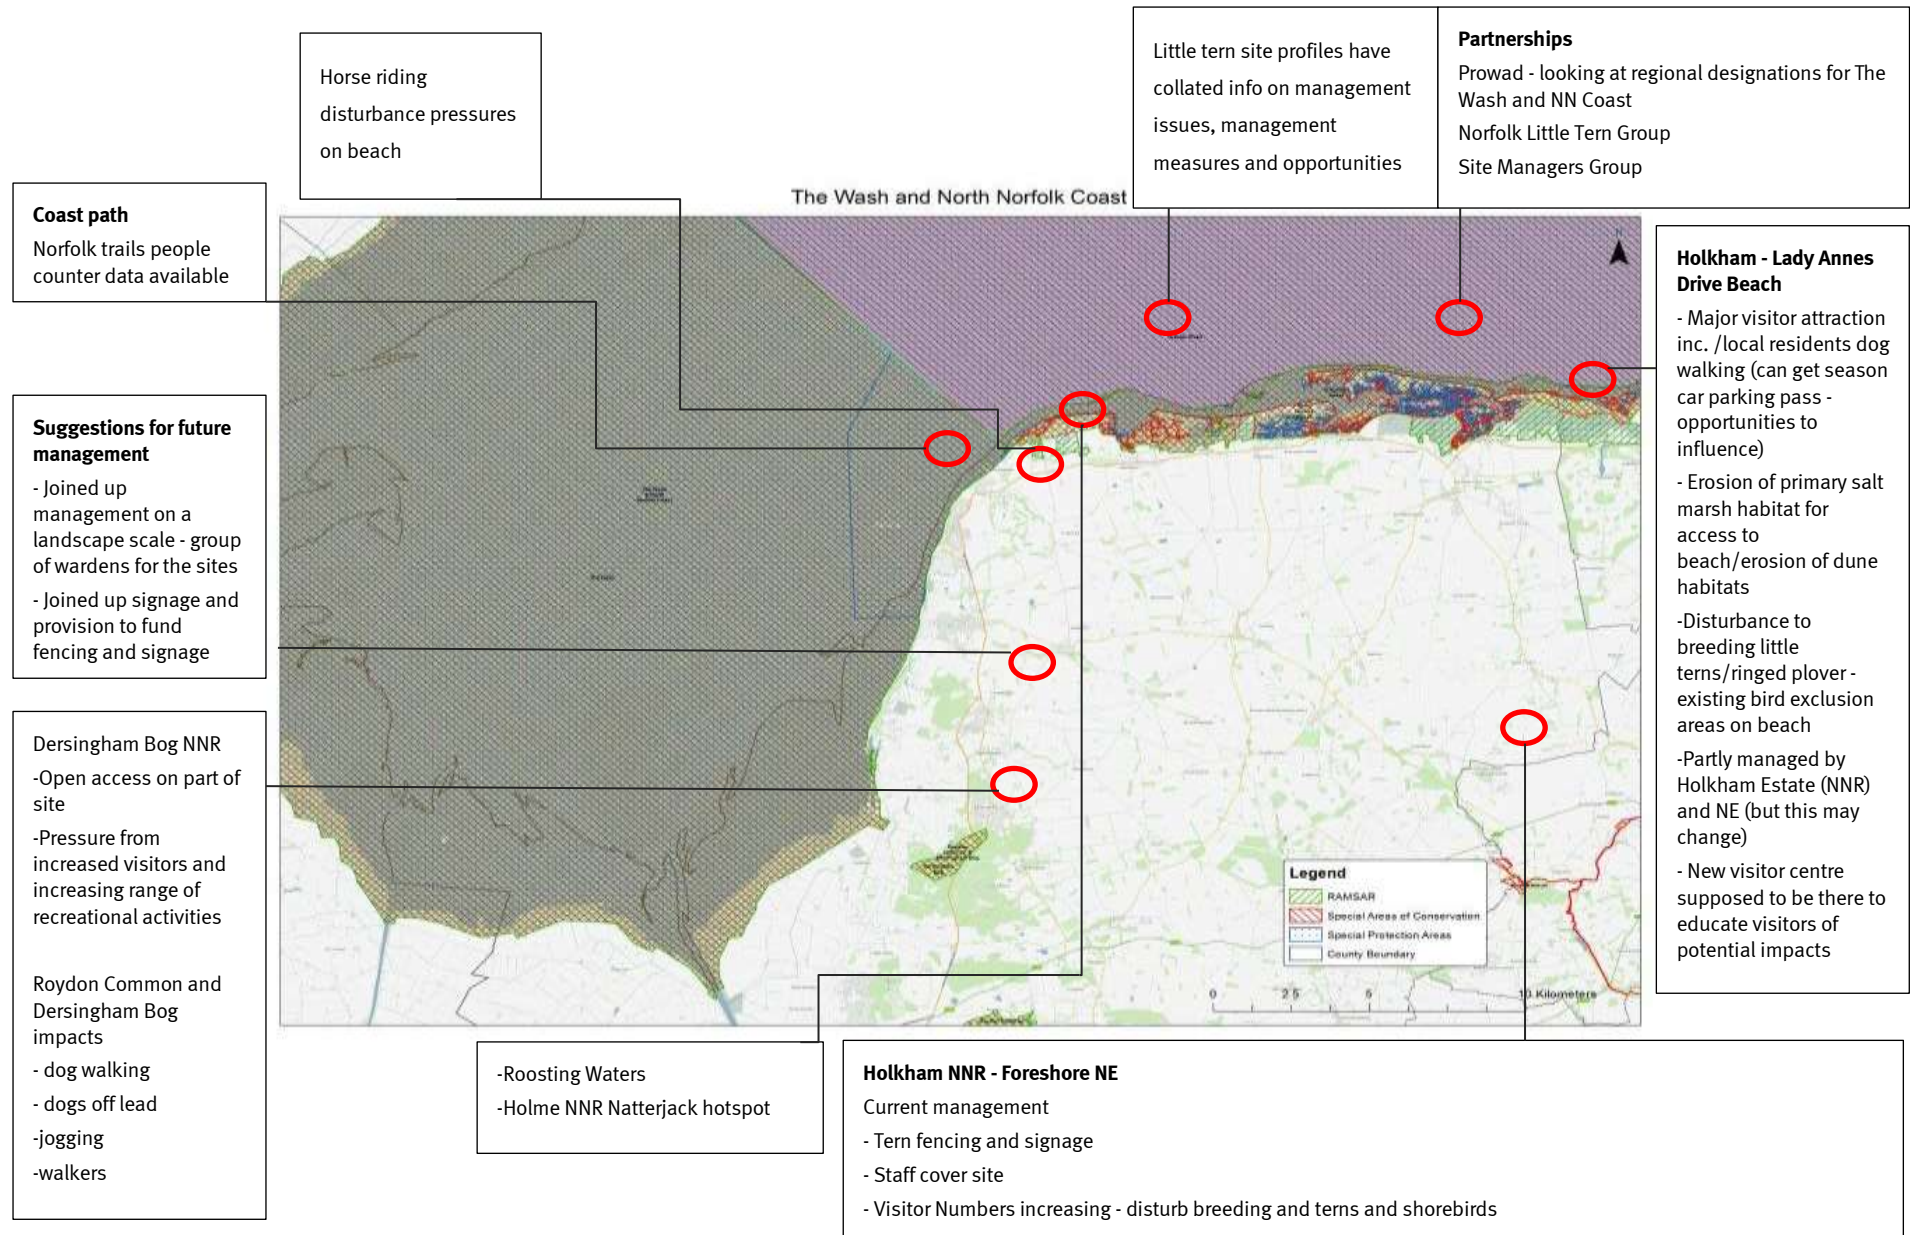 Horse riding
disturbance pressures
on beach
Little tern site profiles have
collated info on management
issues, management
measures and opportunities
Partnerships
Prowad - looking at regional designations for The
Wash and NN Coast
Norfolk Little Tern Group
Site Managers Group
Coast path
Norfolk trails people
counter data available
The Wash and North Norfolk Coast
N
Holkham - Lady Annes
Drive Beach
- Major visitor attraction
inc. /local residents dog
walking (can get season
car parking pass -
opportunities to
influence)
- Erosion of primary salt
marsh habitat for
access to
beach/erosion of dune
habitats
-Disturbance to
breeding little
terns/ringed plover -
existing bird exclusion
areas on beach
-Partly managed by
Holkham Estate (NNR)
and NE (but this may
change)
- New visitor centre
supposed to be there to
educate visitors of
potential impacts
Suggestions for future
management
- Joined up
management on a
landscape scale - group
of wardens for the sites
- Joined up signage and
provision to fund
fencing and signage
Dersingham Bog NNR
-Open access on part of
site
-Pressure from
increased visitors and
increasing range of
recreational activities
Roydon Common and
Dersingham Bog
impacts
- dog walking
- dogs off lead
-jogging
-walkers
Legend
RAMSAR
Special Areas of Conservation
Special Protection Areas
County Boundary
0 2.5 5 10 Kilometers
-Roosting Waters
-Holme NNR Natterjack hotspot
Holkham NNR - Foreshore NE
Current management
- Tern fencing and signage
- Staff cover site
- Visitor Numbers increasing - disturb breeding and terns and shorebirds